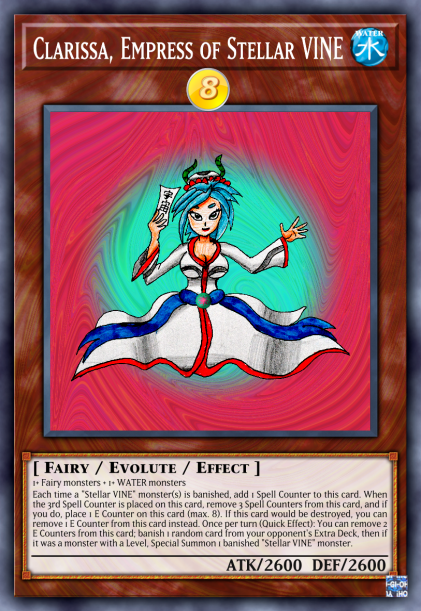 Clarissa, Empress of Stellar VINE
WATER
水
8
[ Fairy / Evolute / Effect ]
1+ Fairy monsters + 1+ WATER monsters
Each time a "Stellar VINE" monster(s) is banished, add 1 Spell Counter to this card. When
the 3rd Spell Counter is placed on this card, remove 3 Spell Counters from this card, and if
you do, place 1 E Counter on this card (max. 8). If this card would be destroyed, you can
remove 1 E Counter from this card instead. Once per turn (Quick Effect): You can remove 2
E Counters from this card; banish 1 random card from your opponent's Extra Deck, then if
it was a monster with a Level, Special Summon 1 banished "Stellar VINE" monster.
ATK/2600 DEF/2600